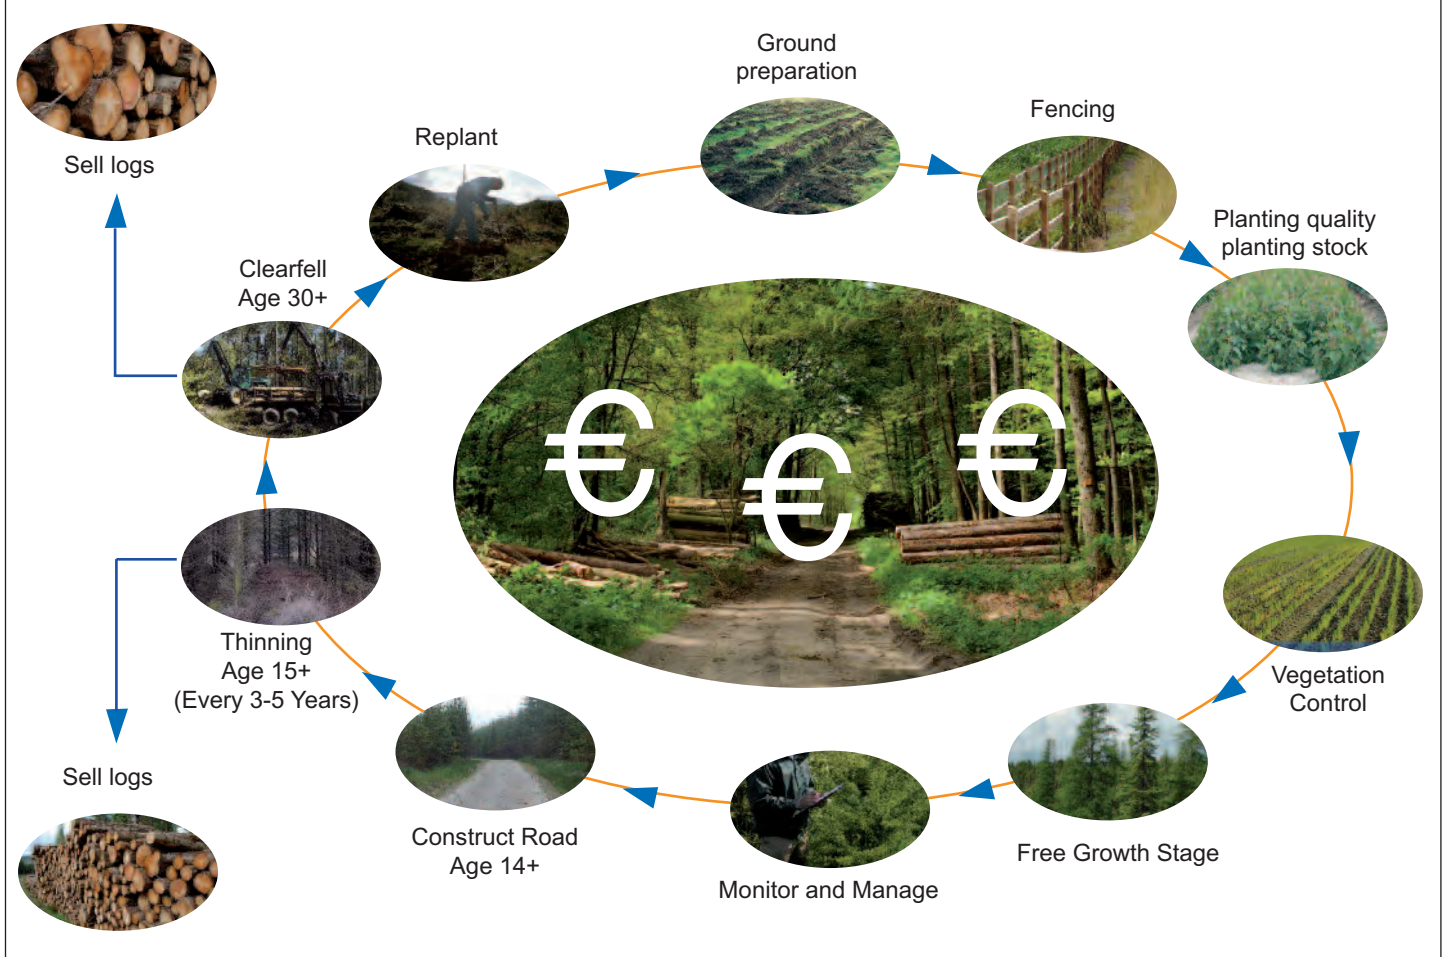 Ground
preparation
Fencing
Replant
Sell logs
Planting quality
planting stock
Clearfell
Age 30+
€
€
€
Thinning
Age 15+
(Every 3-5 Years)
Vegetation
Control
Sell logs
Construct Road
Age 14+
Free Growth Stage
Monitor and Manage